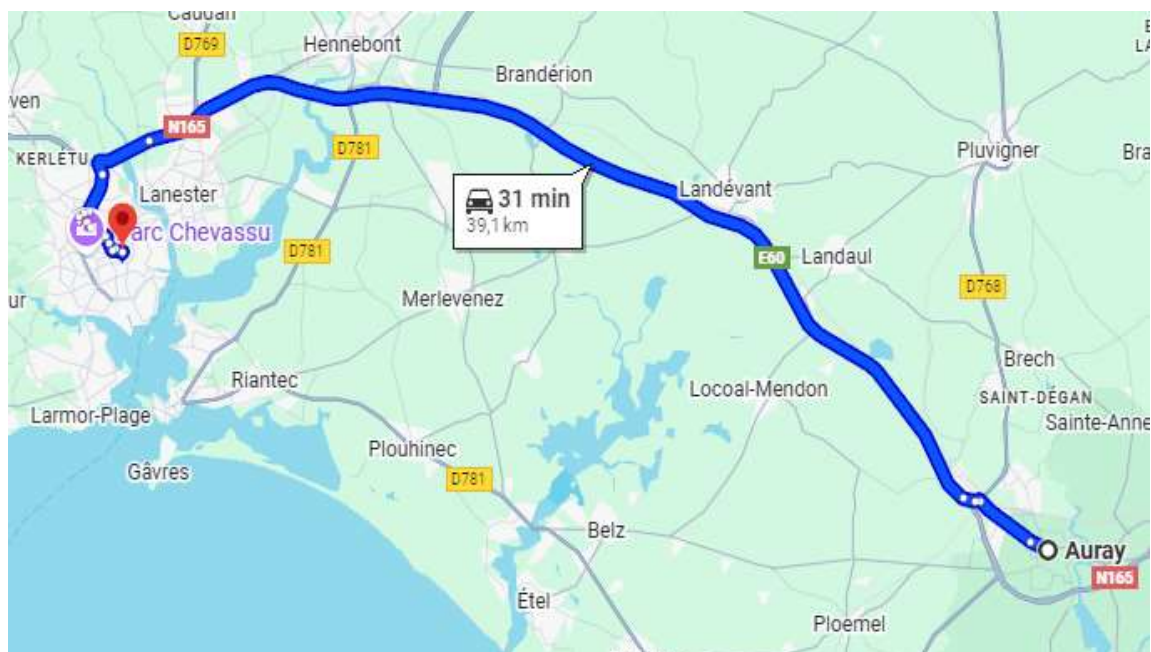 Caudan
D769
Hennebont
Brandérion
N165
KERLÉTU
D781
Pluvigner
Lanester
31 min
39,1 km
Landévant
arc Chevassu
D781
E60
Landaul
Merlevenez
D768
Brech
Riantec
Locoal-Mendon
SAINT-DÉGAN
Larmor-Plage
Sainte-Anne
Plouhinec
Gâvres
D781
Belz
Auray
N165
Étel
Ploemel